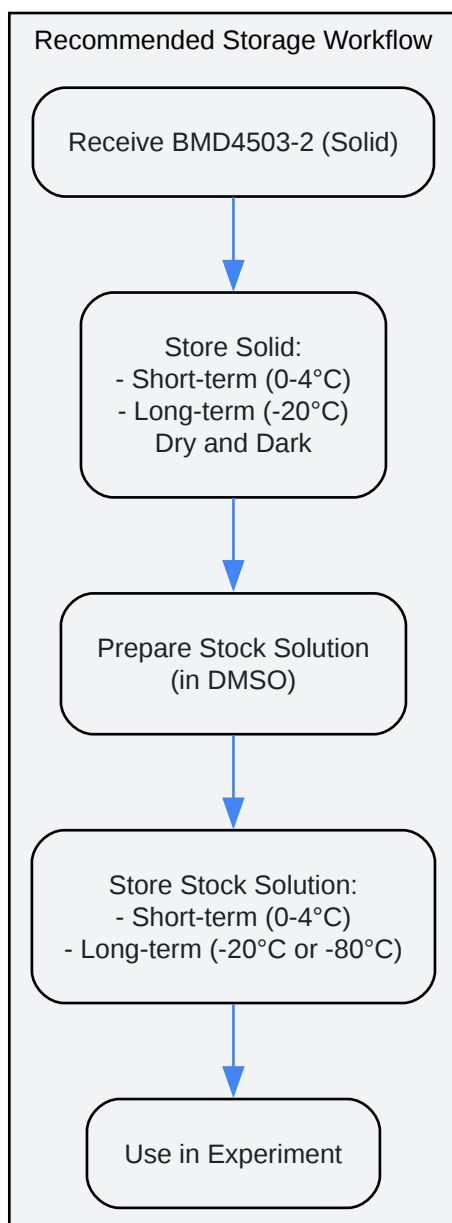 Recommended Storage Workflow
Receive BMD4503-2 (Solid)
Store Solid:
- Short-term (0-4°C)
- Long-term (-20°C)
Dry and Dark
Prepare Stock Solution
(in DMSO)
Store Stock Solution:
- Short-term (0-4°C)
- Long-term (-20°C or -80°C)
Use in Experiment